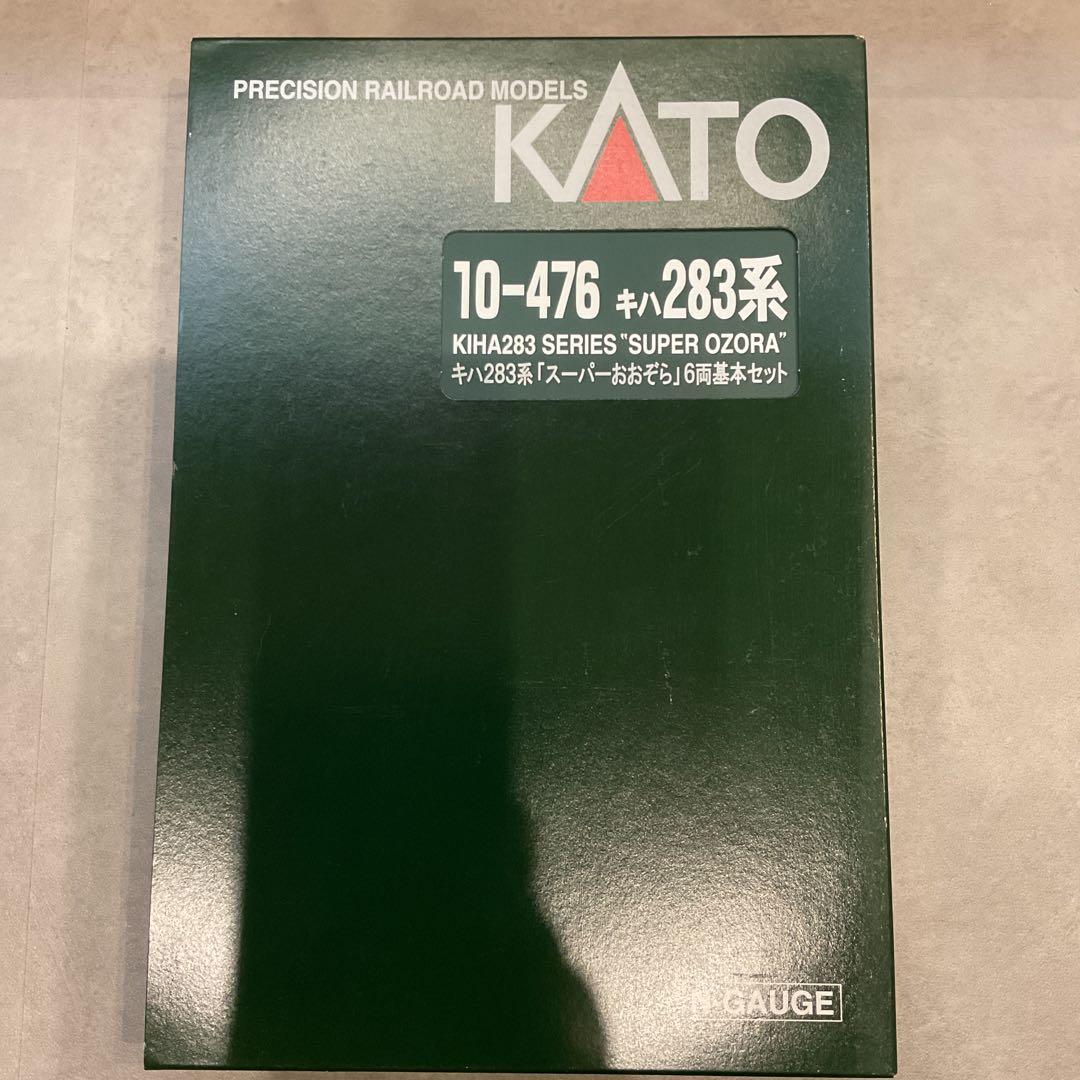 PRECISION RAILROAD MODELS
KATO
10-476 キハ283系
KIHA283 SERIES "SUPER OZORA"
キハ283系「スーパーおおぞら」6両基本セット
N-GAUGE